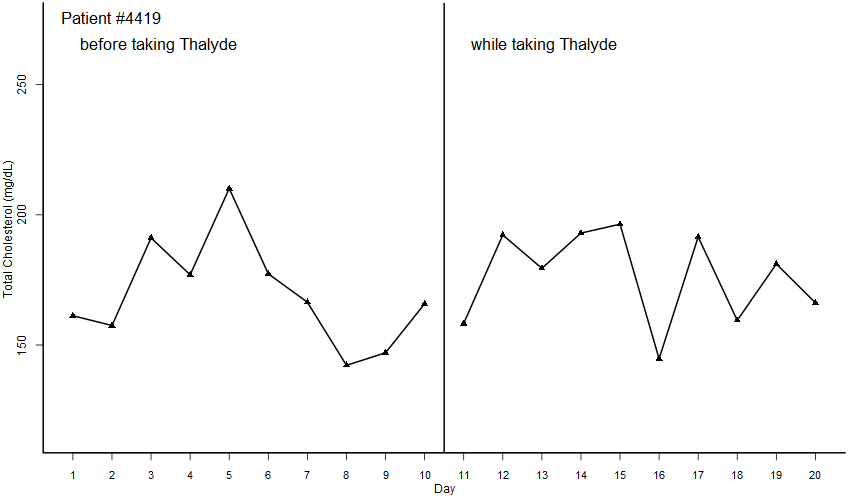 Patient #4419
before taking Thalyde
while taking Thalyde
Total Cholesterol (mg/dL)
250
200
150
1 2 3 4 5 6 7 8 9 10 11 12 13 14 15 16 17 18 19 20
Day